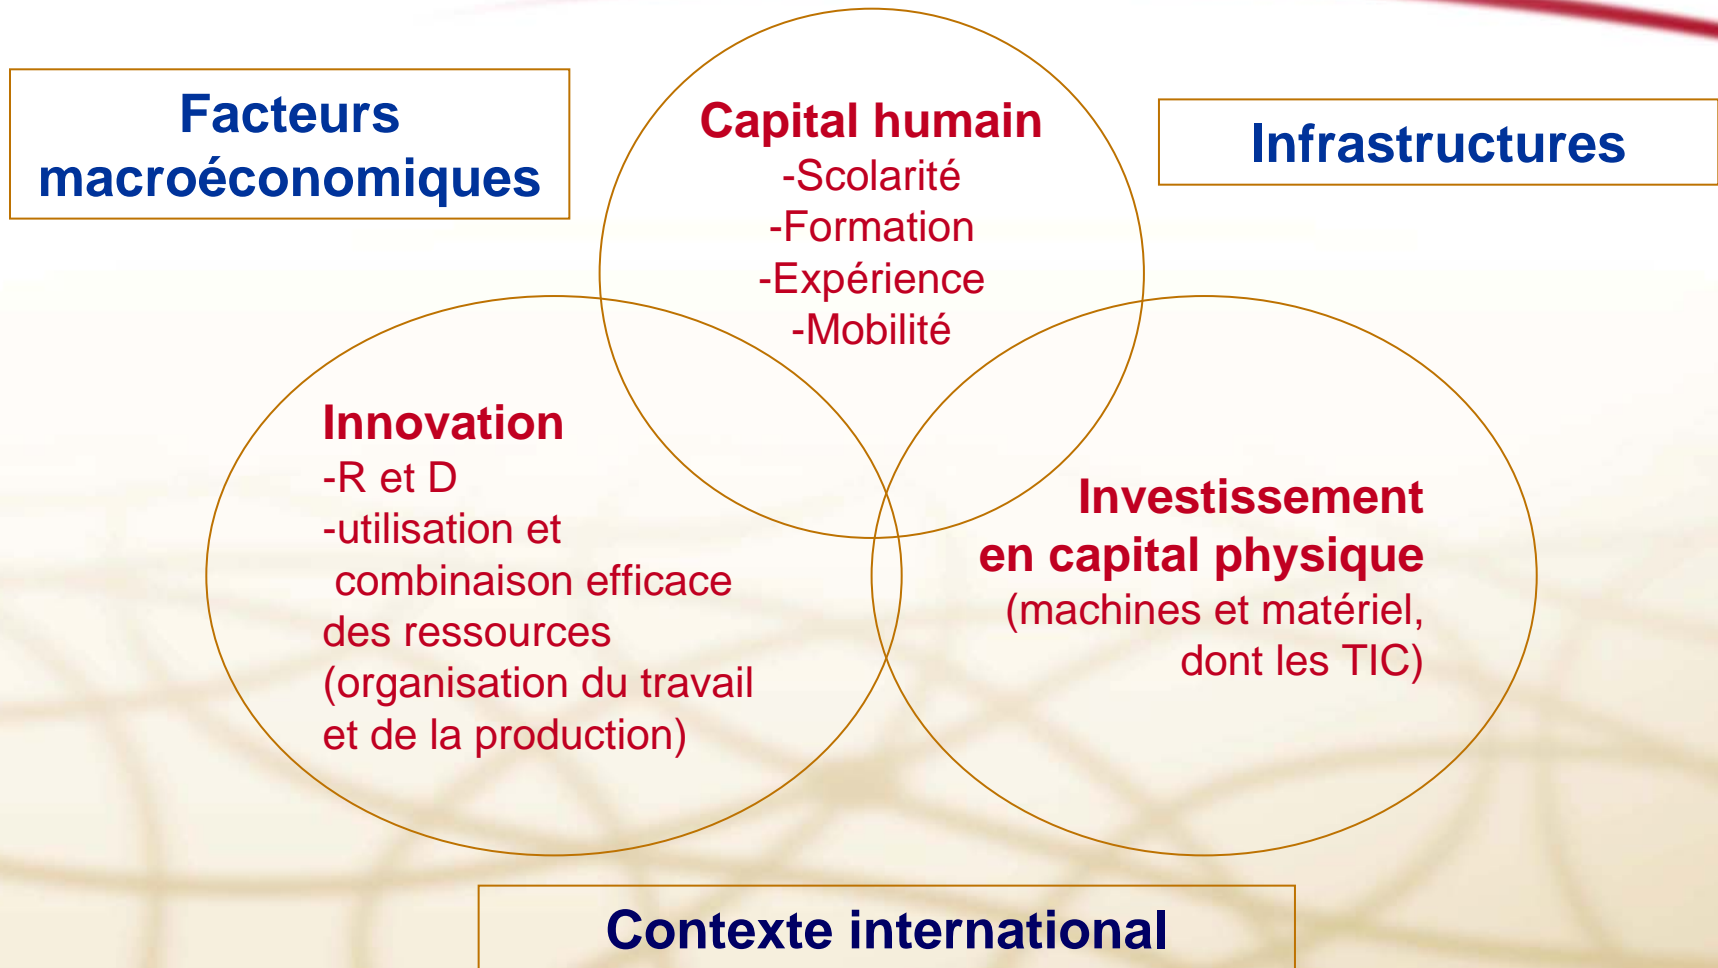 Facteurs
macroéconomiques
Capital humain
-Scolarité
-Formation
-Expérience
-Mobilité
Infrastructures
Innovation
-R et D
-utilisation et
combinaison efficace
des ressources
(organisation du travail
et de la production)
Investissement
en capital physique
(machines et matériel,
dont les TIC)
Contexte international